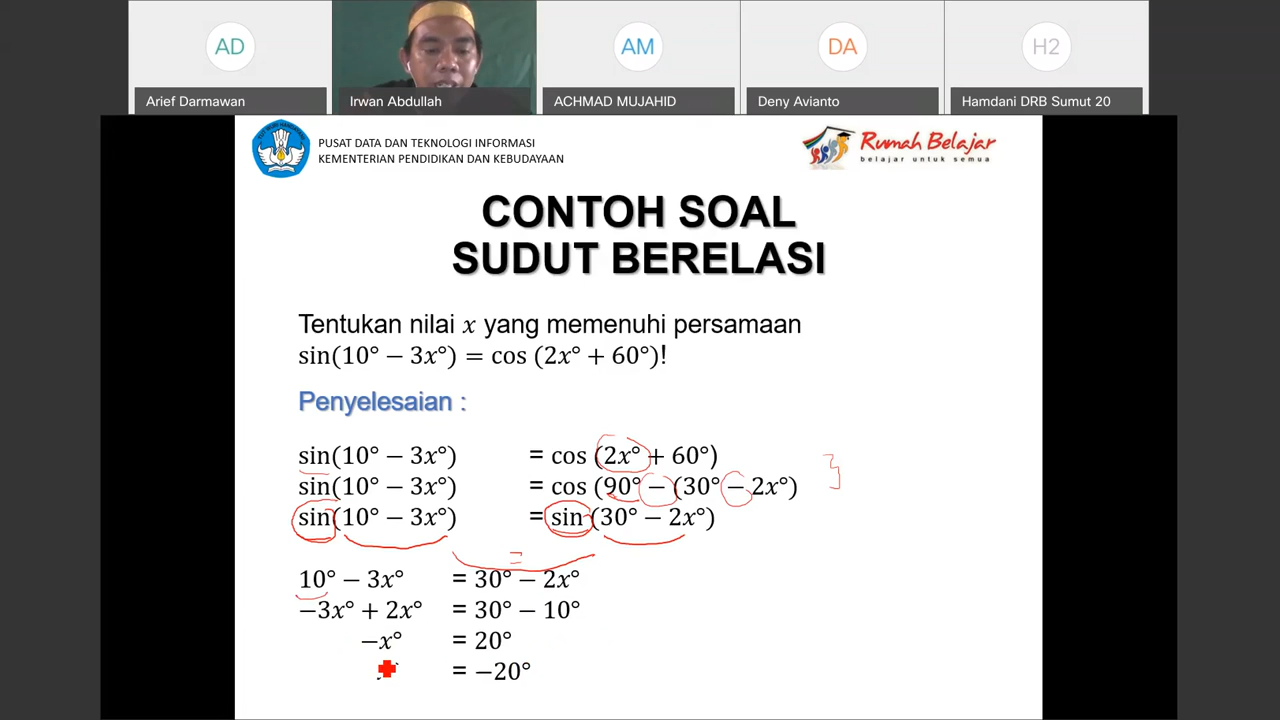 AD
AM
DA
H2
Arief Darmawan
Irwan Abdullah
ACHMAD MUJAHID
Deny Avianto
Hamdani DRB Sumut 20
PUSAT DATA DAN TEKNOLOGI INFORMASI
KEMENTERIAN PENDIDIKAN DAN KEBUDAYAAN
Rumah Belajar
belajar untuk semua
CONTOH SOAL
SUDUT BERELASI
Tentukan nilai x yang memenuhi persamaan
sin(10° − 3x°) = cos (2x° + 60°)!
Penyelesaian :
sin(10° − 3x°) = cos (2x° + 60°)
sin(10° − 3x°) = cos (90° − (30° − 2x°)
sin(10° − 3x°) = sin (30° − 2x°)
=
10° − 3x° = 30° − 2x°
−3x° + 2x° = 30° − 10°
−x° = 20°
= −20°